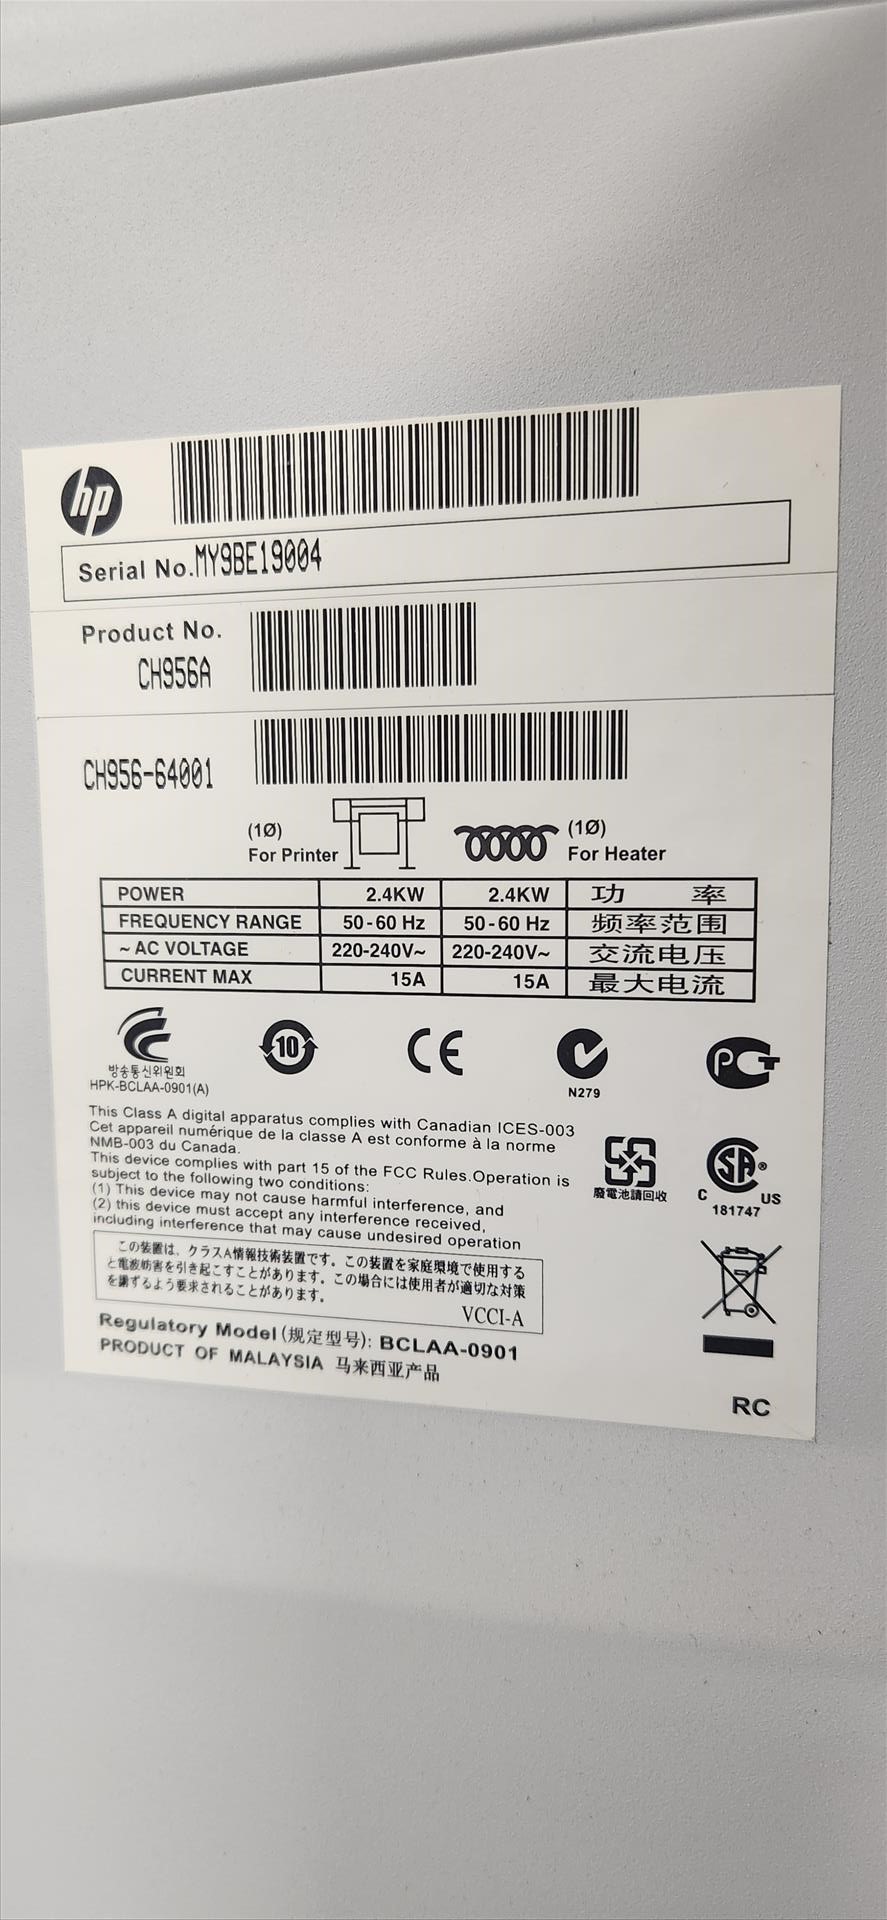 hp
Serial No.MY9BE19004
Product No.
CH956A
CH956-64001
(1Ø)
For Printer
(1Ø)
For Heater
POWER 2.4KW 2.4KW 功 率
FREQUENCY RANGE 50-60 Hz 50-60 Hz 频率范围
~ AC VOLTAGE 220-240V~ 220-240V~ 交流电压
CURRENT MAX 15A 15A 最大电流
방송통신위원회
HPK-BCLAA-0901(A)
10
CE
N279
PCT
This Class A digital apparatus complies with Canadian ICES-003
Cet appareil numérique de la classe A est conforme à la norme
NMB-003 du Canada.
This device complies with part 15 of the FCC Rules.Operation is
subject to the following two conditions:
(1) This device may not cause harmful interference, and
(2) this device must accept any interference received,
including interference that may cause undesired operation
廢電池請回收
SA®
C US
181747
この装置は、クラスA情報技術装置です。この装置を家庭環境で使用する
と電波妨害を引き起こすことがあります。この場合には使用者が適切な対策
を講ずるよう要求されることがあります。
VCCI-A
Regulatory Model (规定型号): BCLAA-0901
PRODUCT OF MALAYSIA 马来西亚产品
RC